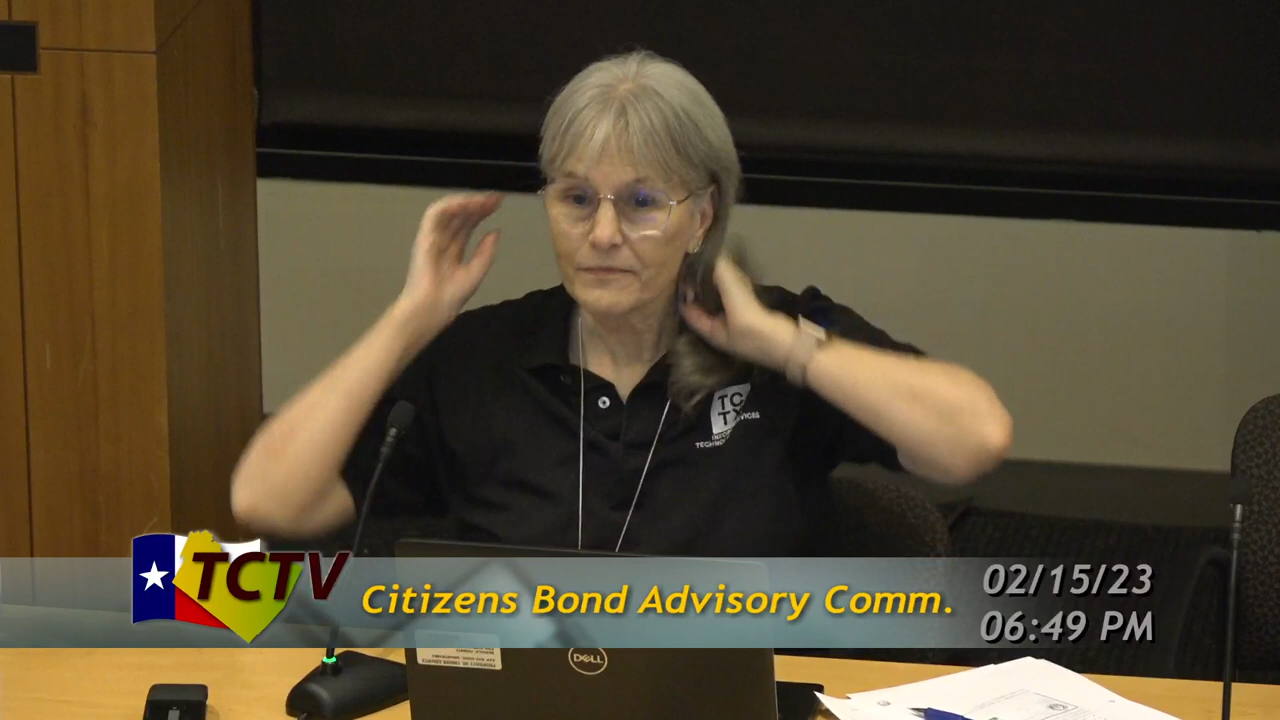 TC
TX
TCTV
Citizens Bond Advisory Comm.
02/15/23
06:49 PM
DELL